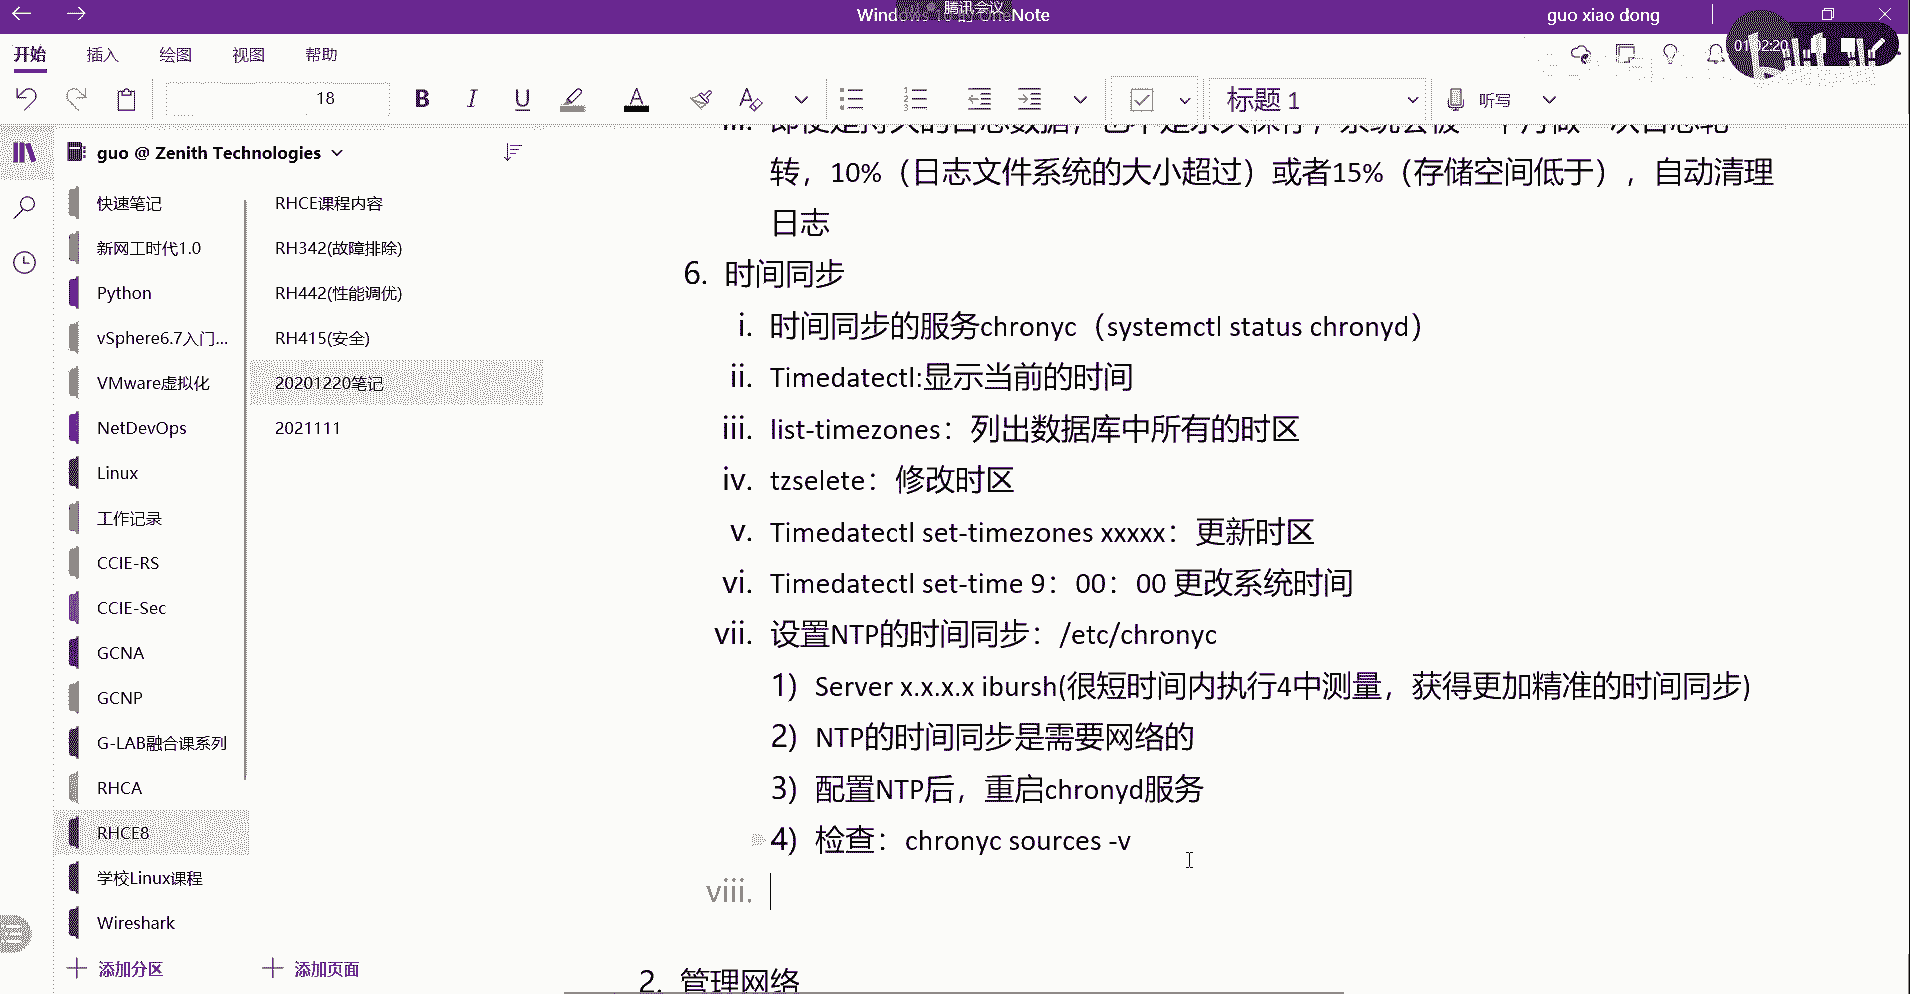 腾讯会议
guo xiao dong
01:02:20
开始 插入 绘图 视图 帮助
18
标题 1
听写
guo @ Zenith Technologies
快速笔记
新网工时代1.0
Python
vSphere6.7入门...
VMware虚拟化
NetDevOps
Linux
工作记录
CCIE-RS
CCIE-Sec
GCNA
GCNP
G-LAB融合课系列
RHCA
RHCE8
学校Linux课程
Wireshark
添加分区
RHCE课程内容
RH342(故障排除)
RH442(性能调优)
RH415(安全)
20201220笔记
2021111
添加页面
转，10%（日志文件系统的大小超过）或者15%（存储空间低于），自动清理
日志
6. 时间同步
i. 时间同步的服务chronyc（systemctl status chronyd）
ii. Timedatectl:显示当前的时间
iii. list-timezones：列出数据库中所有的时区
iv. tzselete：修改时区
v. Timedatectl set-timezones xxxxx：更新时区
vi. Timedatectl set-time 9：00：00 更改系统时间
vii. 设置NTP的时间同步：/etc/chronyc
1) Server x.x.x.x ibursh(很短时间内执行4中测量，获得更加精准的时间同步)
2) NTP的时间同步是需要网络的
3) 配置NTP后，重启chronyd服务
4) 检查：chronyc sources -v
viii.
2. 管理网络